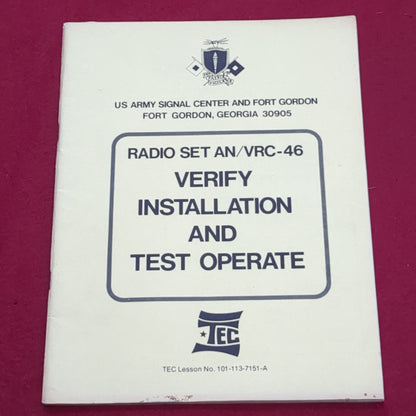 US ARMY SIGNAL CENTER AND FORT GORDON
FORT GORDON, GEORGIA 30905
RADIO SET AN/VRC-46
VERIFY
INSTALLATION
AND
TEST OPERATE
TEC
TEC Lesson No. 101-113-7151-A